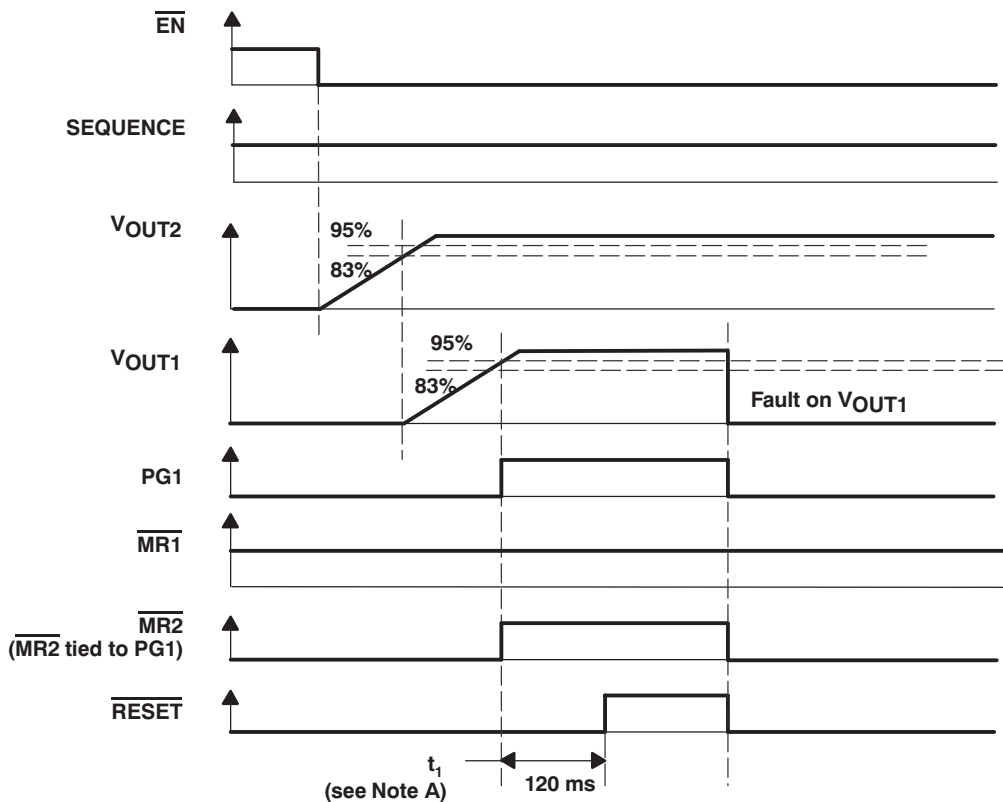 EN
SEQUENCE
VOUT2
95%
83%
VOUT1
95%
83%
Fault on VOUT1
PG1
MR1
MR2
(MR2 tied to PG1)
RESET
t1
(see Note A)
120 ms